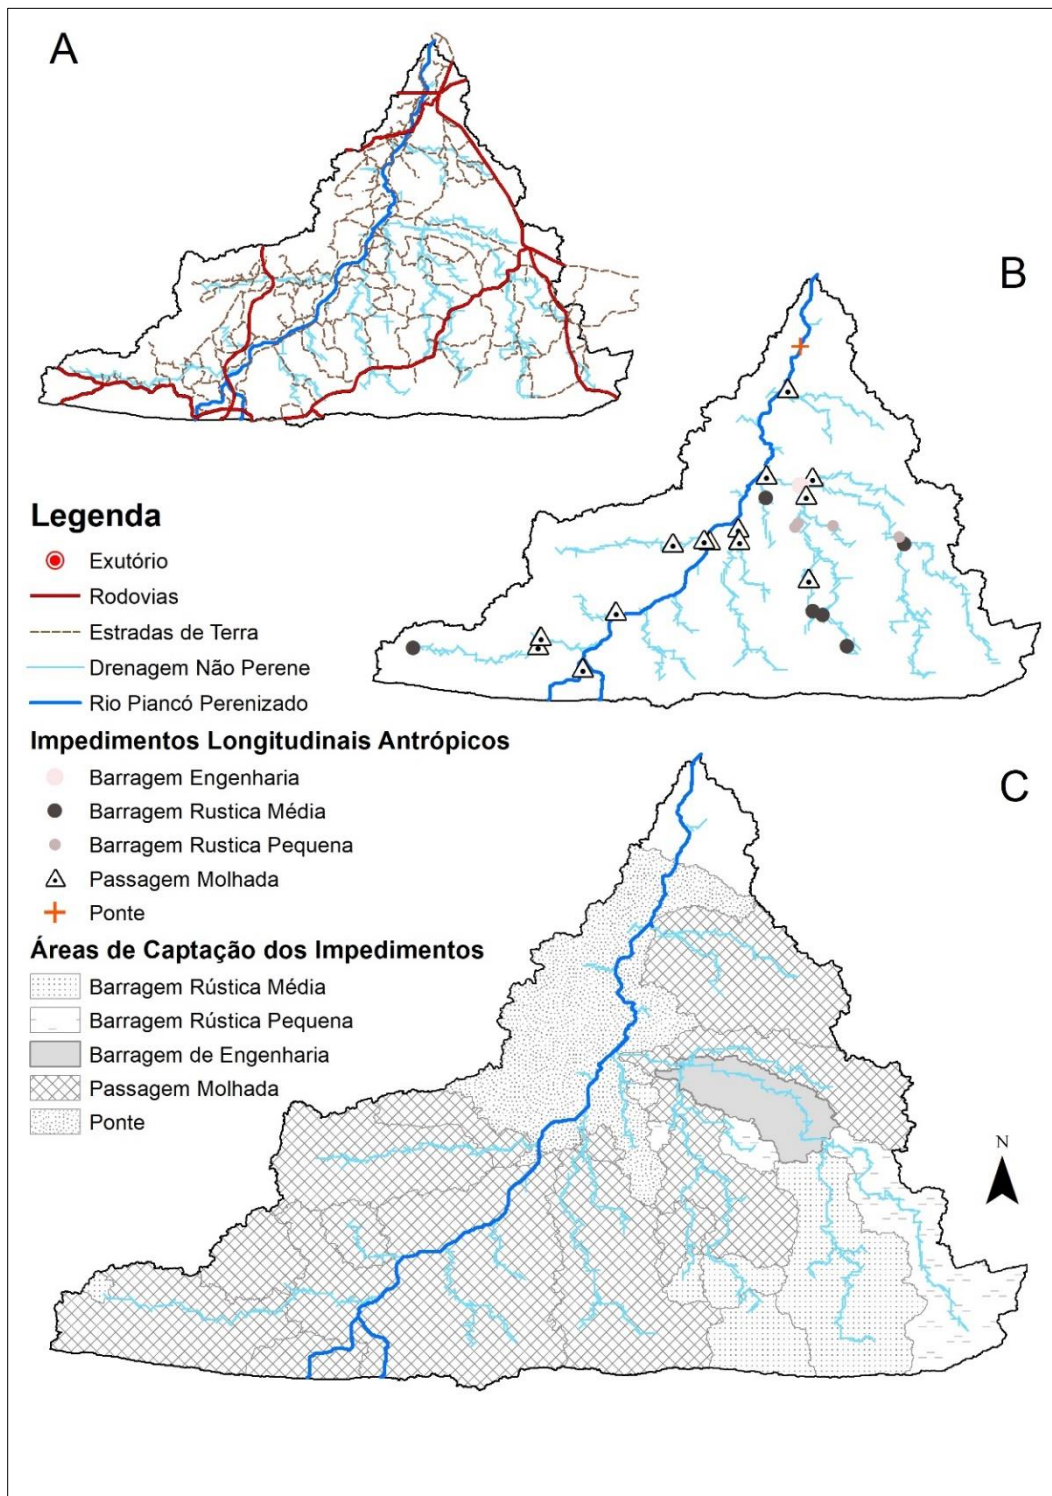 A
B
Legenda
Exutório
Rodovias
Estradas de Terra
Drenagem Não Perene
Rio Piancó Perenizado
Impedimentos Longitudinais Antrópicos
Barragem Engenharia
Barragem Rustica Média
Barragem Rustica Pequena
Passagem Molhada
Ponte
C
Áreas de Captação dos Impedimentos
Barragem Rústica Média
Barragem Rústica Pequena
Barragem de Engenharia
Passagem Molhada
Ponte
N